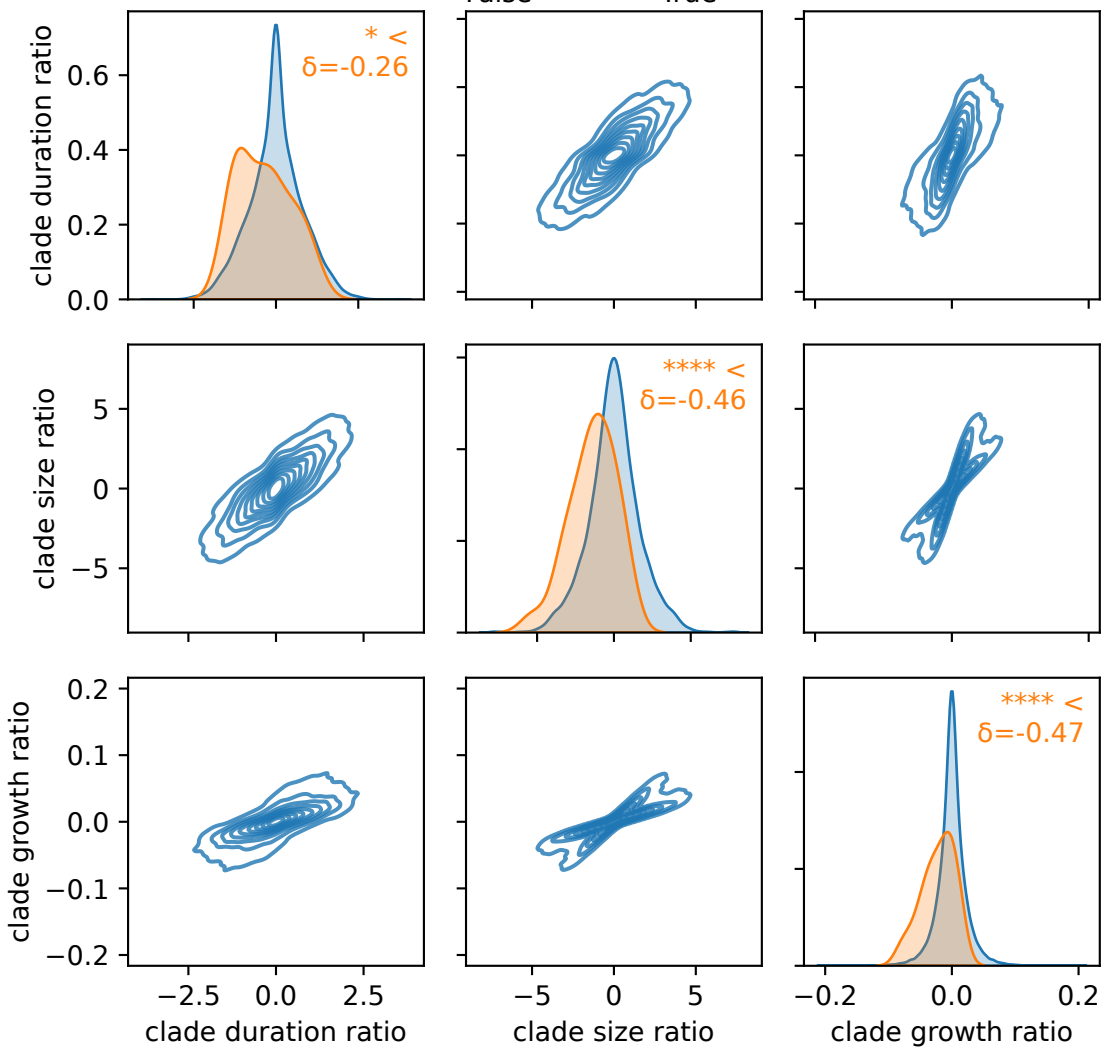 clade duration ratio
0.6
0.4
0.2
0.0
* <
δ=-0.26
clade size ratio
5
0
−5
**** <
δ=-0.46
clade growth ratio
0.2
0.1
0.0
−0.1
−0.2
**** <
δ=-0.47
−2.5 0.0 2.5
−5 0 5
−0.2 0.0 0.2
clade duration ratio
clade size ratio
clade growth ratio